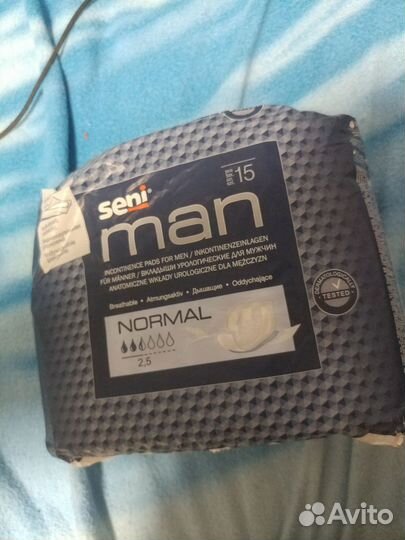 seni
man
15
INCONTINENCE PADS FOR MEN / INKONTINENZEINLAGEN
FÜR MÄNNER / ВКЛАДЫШИ УРОЛОГИЧЕСКИЕ ДЛЯ МУЖЧИН
ANATOMICZNE WKŁADY UROLOGICZNE DLA MĘŻCZYZN
Breathable • Atmungsaktiv • Дышащие • Oddychające
NORMAL
2,5
DERMATOLOGICALLY
TESTED
Avito